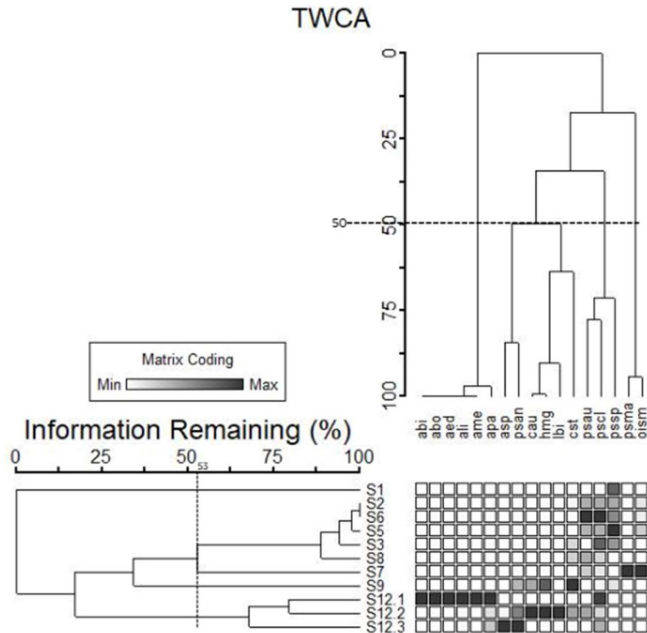 TWCA
0
25
50
50
75
100
Matrix Coding
Min Max
abi abo aed ali ame apa asp psan cau hmg lbi cst psau pscl pssp psma olsm
Information Remaining (%)
0 25 50 53 75 100
S1
S2
S6
S5
S3
S8
S7
S9
S12.1
S12.2
S12.3